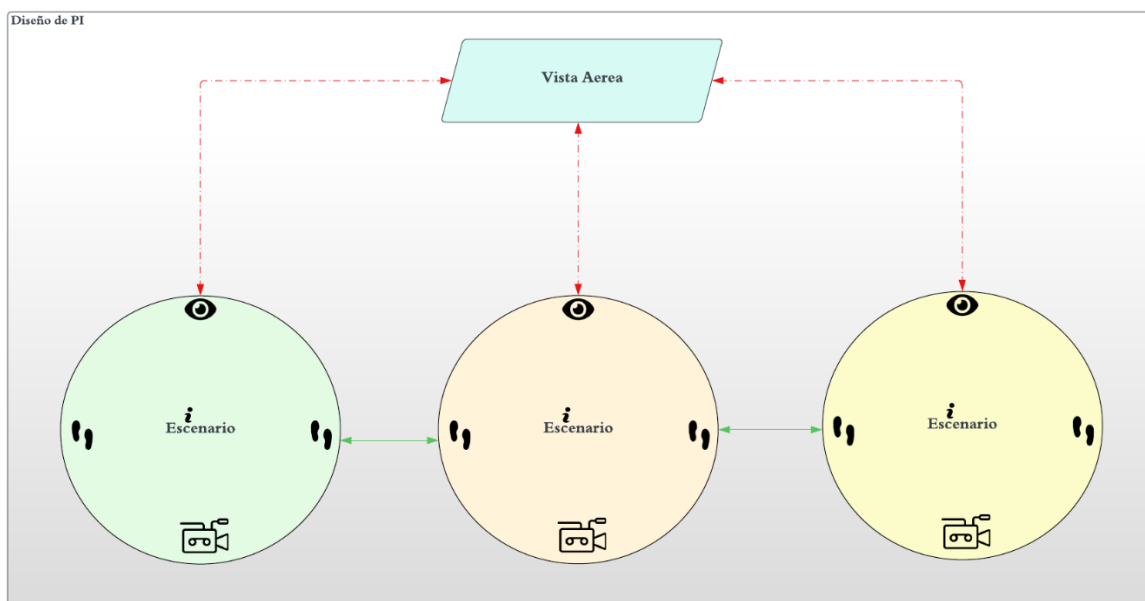 Diseño de PI
Vista Aerea
i
Escenario
i
Escenario
i
Escenario